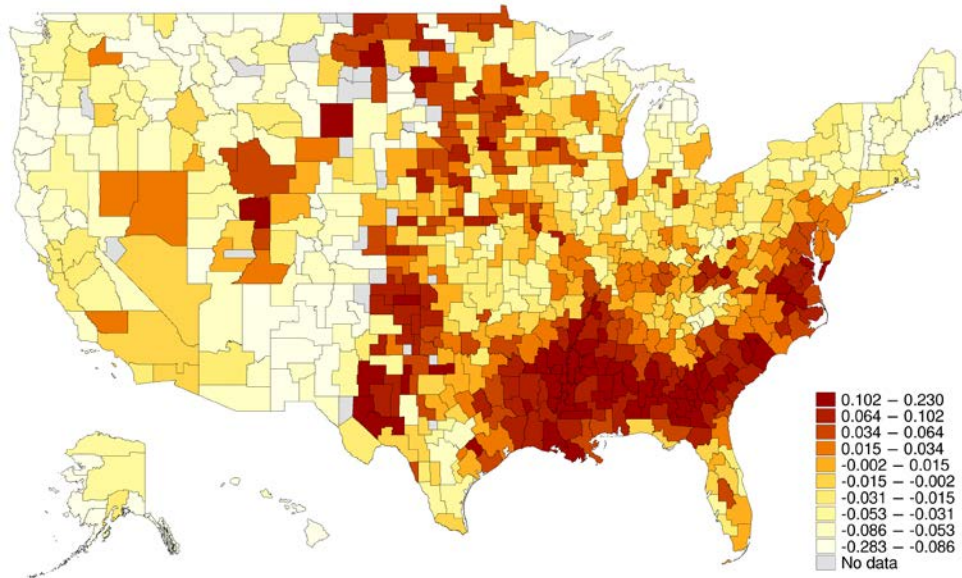 0.102 – 0.230
0.064 – 0.102
0.034 – 0.064
0.015 – 0.034
-0.002 – 0.015
-0.015 – -0.002
-0.031 – -0.015
-0.053 – -0.031
-0.086 – -0.053
-0.283 – -0.086
No data